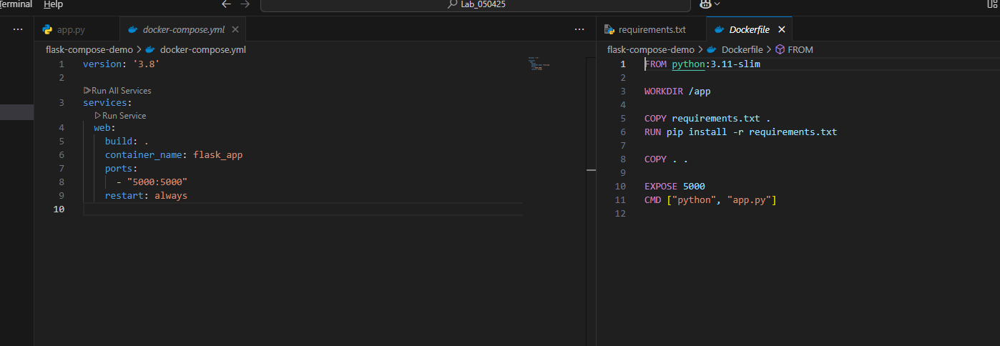 Terminal Help
Lab_050425
app.py
docker-compose.yml
flask-compose-demo > docker-compose.yml
1 version: '3.8'
2
Run All Services
3 services:
Run Service
4 web:
5 build: .
6 container_name: flask_app
7 ports:
8 - "5000:5000"
9 restart: always
10
requirements.txt
Dockerfile
flask-compose-demo > Dockerfile > FROM
1 FROM python:3.11-slim
2
3 WORKDIR /app
4
5 COPY requirements.txt .
6 RUN pip install -r requirements.txt
7
8 COPY . .
9
10 EXPOSE 5000
11 CMD ["python", "app.py"]
12